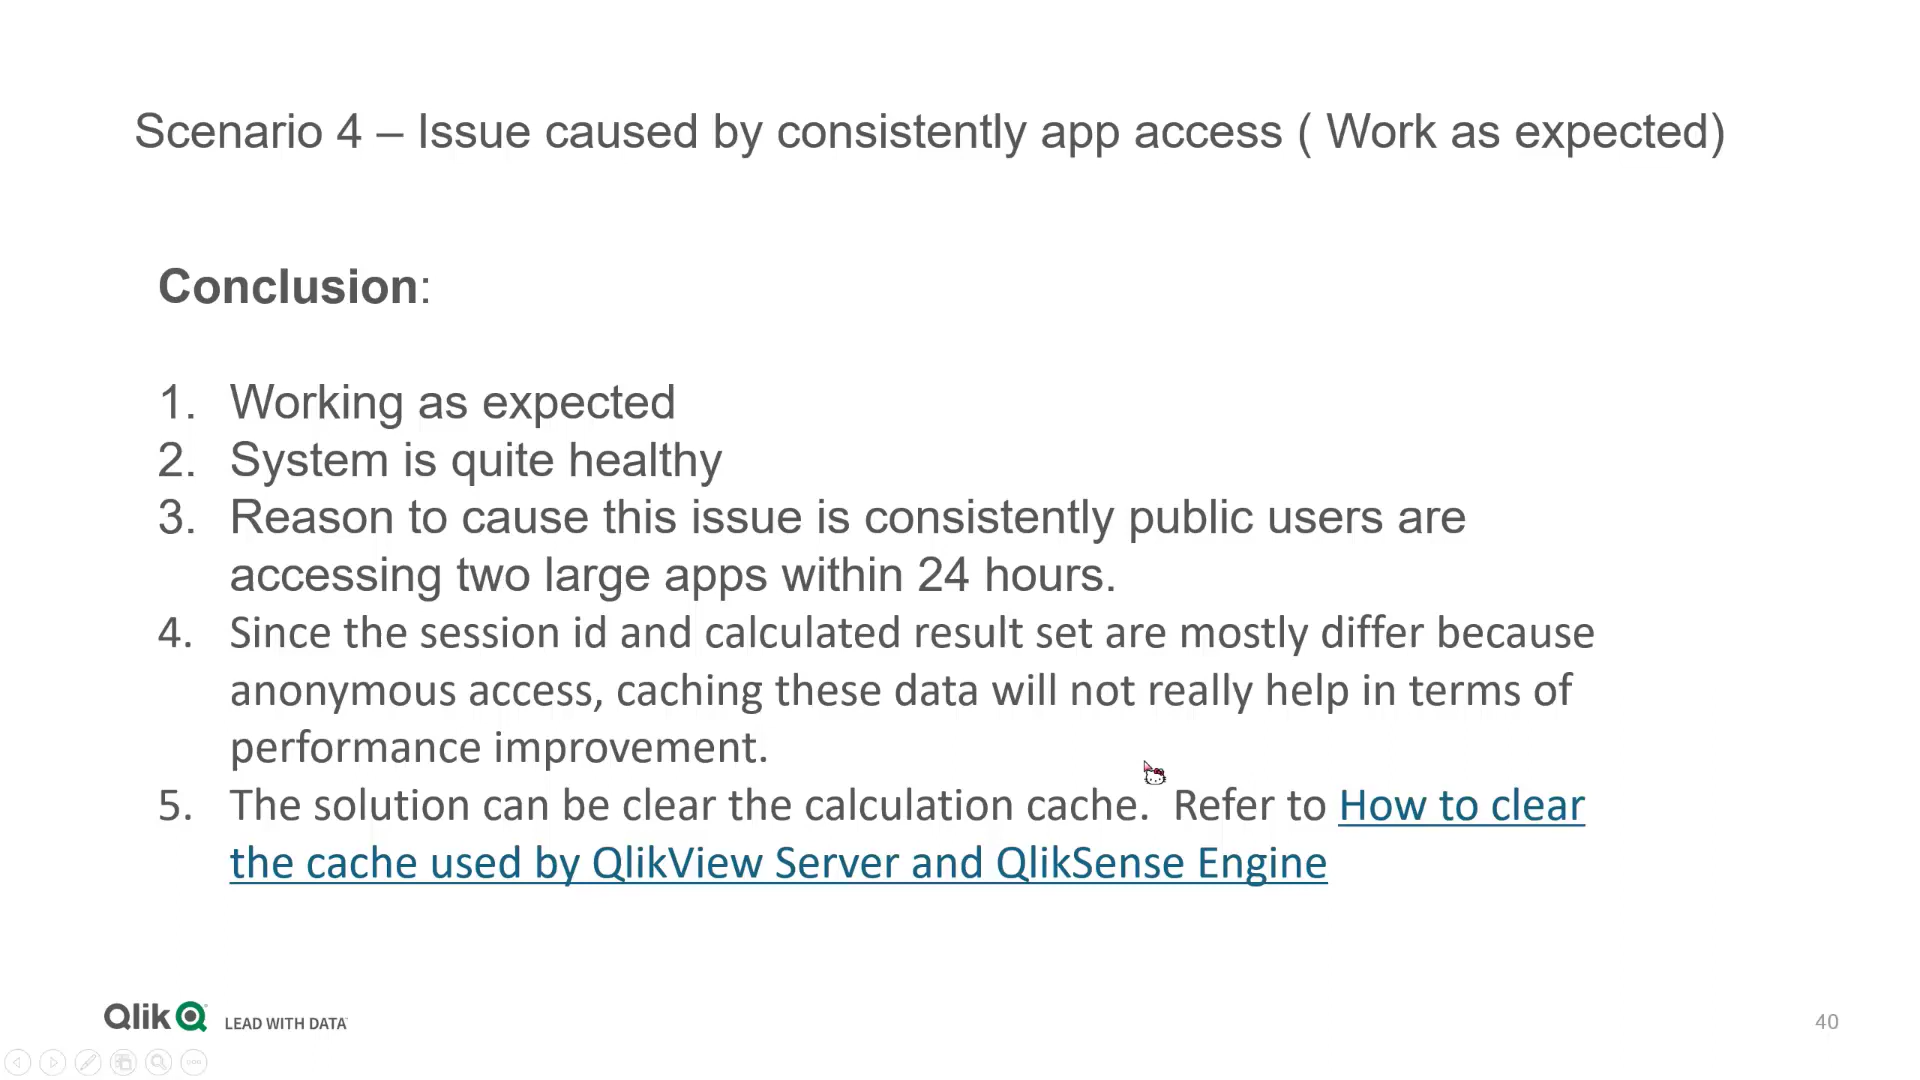 Scenario 4 – Issue caused by consistently app access ( Work as expected)
Conclusion:
1. Working as expected
2. System is quite healthy
3. Reason to cause this issue is consistently public users are
accessing two large apps within 24 hours.
4. Since the session id and calculated result set are mostly differ because
anonymous access, caching these data will not really help in terms of
performance improvement.
5. The solution can be clear the calculation cache.  Refer to How to clear
the cache used by QlikView Server and QlikSense Engine
Qlik LEAD WITH DATA
40